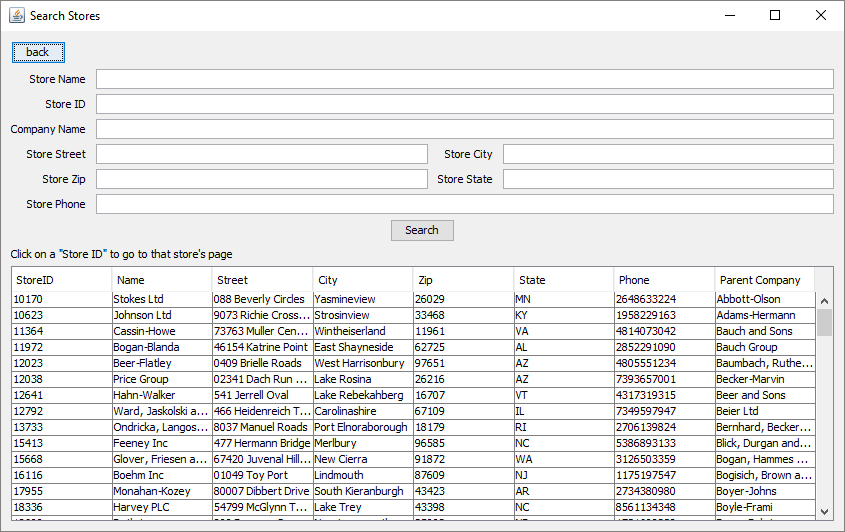 Search Stores
back
Store Name
Store ID
Company Name
Store Street Store City
Store Zip Store State
Store Phone
Search
Click on a "Store ID" to go to that store's page
StoreID Name Street City Zip State Phone Parent Company
10170 Stokes Ltd 088 Beverly Circles Yasmineview 26029 MN 2648633224 Abbott-Olson
10623 Johnson Ltd 9073 Richie Cross... Strosinview 33468 KY 1958229163 Adams-Hermann
11364 Cassin-Howe 73763 Muller Cen... Wintheiserland 11961 VA 4814073042 Bauch and Sons
11972 Bogan-Blanda 46154 Katrine Point East Shayneside 62725 AL 2852291090 Bauch Group
12023 Beer-Flatley 0409 Brielle Roads West Harrisonbury 97651 AZ 4805551234 Baumbach, Ruthe...
12038 Price Group 02341 Dach Run ... Lake Rosina 26216 AZ 7393657001 Becker-Marvin
12641 Hahn-Walker 541 Jerrell Oval Lake Rebekahberg 16707 VT 4317319315 Beer and Sons
12792 Ward, Jaskolski a... 466 Heidenreich T... Carolinashire 67109 IL 7349597947 Beier Ltd
13733 Ondricka, Langos... 8037 Manuel Roads Port Elnoraborough 18179 RI 2706139824 Bernhard, Becker...
15413 Feeney Inc 477 Hermann Bridge Merlbury 96585 NC 5386893133 Blick, Durgan and...
15668 Glover, Friesen a... 67420 Juvenal Hill... New Cierra 91872 WA 3126503359 Bogan, Hammes ...
16116 Boehm Inc 01049 Toy Port Lindmouth 87609 NJ 1175197547 Bogisich, Brown a...
17955 Monahan-Kozey 80007 Dibbert Drive South Kieranburgh 43423 AR 2734380980 Boyer-Johns
18336 Harvey PLC 54799 McGlynn T... Lake Trey 43398 NC 8561134348 Boyle-Frami